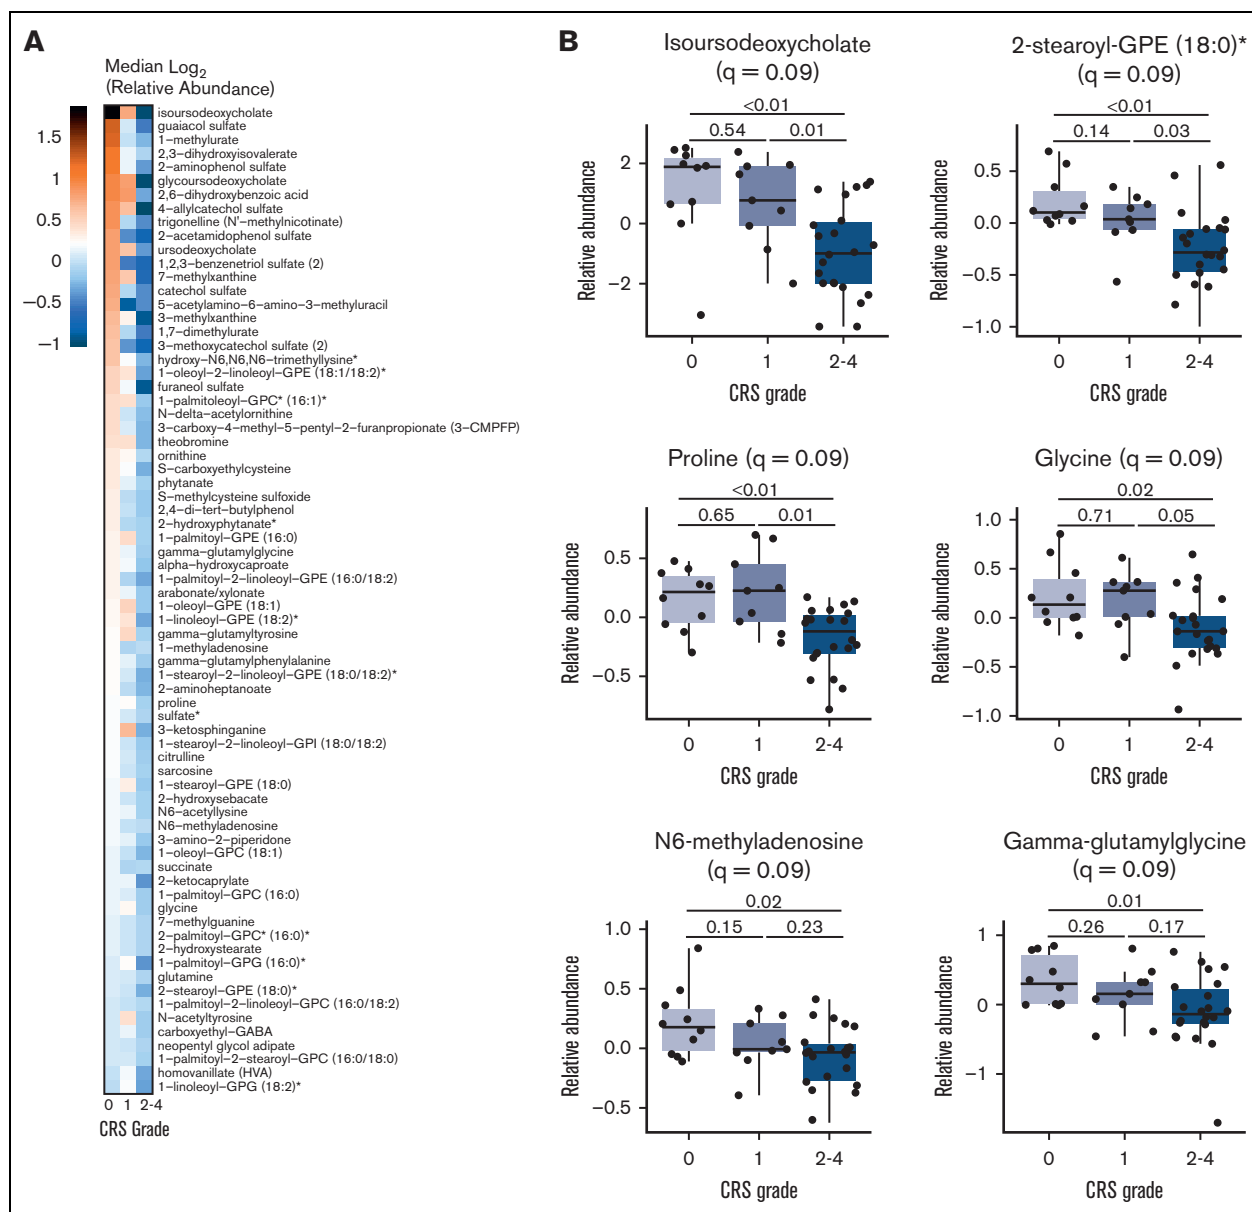 A
Median Log2
(Relative Abundance)
1.5
1
0.5
0
−0.5
−1
isoursodeoxycholate
guaiacol sulfate
1−methylurate
2,3−dihydroxyisovalerate
2−aminophenol sulfate
glycoursodeoxycholate
2,6−dihydroxybenzoic acid
4−allylcatechol sulfate
trigonelline (N'−methylnicotinate)
2−acetamidophenol sulfate
ursodeoxycholate
1,2,3−benzenetriol sulfate (2)
7−methylxanthine
catechol sulfate
5−acetylamino−6−amino−3−methyluracil
3−methylxanthine
1,7−dimethylurate
3−methoxycatechol sulfate (2)
hydroxy−N6,N6,N6−trimethyllysine*
1−oleoyl−2−linoleoyl−GPE (18:1/18:2)*
furaneol sulfate
1−palmitoleoyl−GPC* (16:1)*
N−delta−acetylornithine
3−carboxy−4−methyl−5−pentyl−2−furanpropionate (3−CMPFP)
theobromine
ornithine
S−carboxyethylcysteine
phytanate
S−methylcysteine sulfoxide
2,4−di−tert−butylphenol
2−hydroxyphytanate*
1−palmitoyl−GPE (16:0)
gamma−glutamylglycine
alpha−hydroxycaproate
1−palmitoyl−2−linoleoyl−GPE (16:0/18:2)
arabonate/xylonate
1−oleoyl−GPE (18:1)
1−linoleoyl−GPE (18:2)*
gamma−glutamyltyrosine
1−methyladenosine
gamma−glutamylphenylalanine
1−stearoyl−2−linoleoyl−GPE (18:0/18:2)*
2−aminoheptanoate
proline
sulfate*
3−ketosphinganine
1−stearoyl−2−linoleoyl−GPI (18:0/18:2)
citrulline
sarcosine
1−stearoyl−GPE (18:0)
2−hydroxysebacate
N6−acetyllysine
N6−methyladenosine
3−amino−2−piperidone
1−oleoyl−GPC (18:1)
succinate
2−ketocaprylate
1−palmitoyl−GPC (16:0)
glycine
7−methylguanine
2−palmitoyl−GPC* (16:0)*
2−hydroxystearate
1−palmitoyl−GPG (16:0)*
glutamine
2−stearoyl−GPE (18:0)*
1−palmitoyl−2−linoleoyl−GPC (16:0/18:2)
N−acetyltyrosine
carboxyethyl−GABA
neopentyl glycol adipate
1−palmitoyl−2−stearoyl−GPC (16:0/18:0)
homovanillate (HVA)
1−linoleoyl−GPG (18:2)*
0 1 2-4
CRS Grade
B
Isoursodeoxycholate
(q = 0.09)
<0.01
0.54 0.01
Relative abundance
2
0
−2
0 1 2-4
CRS grade
2-stearoyl-GPE (18:0)*
(q = 0.09)
<0.01
0.14 0.03
Relative abundance
0.5
0.0
−0.5
−1.0
0 1 2-4
CRS grade
Proline (q = 0.09)
<0.01
0.65 0.01
Relative abundance
0.5
0.0
−0.5
0 1 2-4
CRS grade
Glycine (q = 0.09)
0.02
0.71 0.05
Relative abundance
1.0
0.5
0.0
−0.5
−1.0
0 1 2-4
CRS grade
N6-methyladenosine
(q = 0.09)
0.02
0.15 0.23
Relative abundance
1.0
0.5
0.0
−0.5
0 1 2-4
CRS grade
Gamma-glutamylglycine
(q = 0.09)
0.01
0.26 0.17
Relative abundance
1
0
−1
0 1 2-4
CRS grade